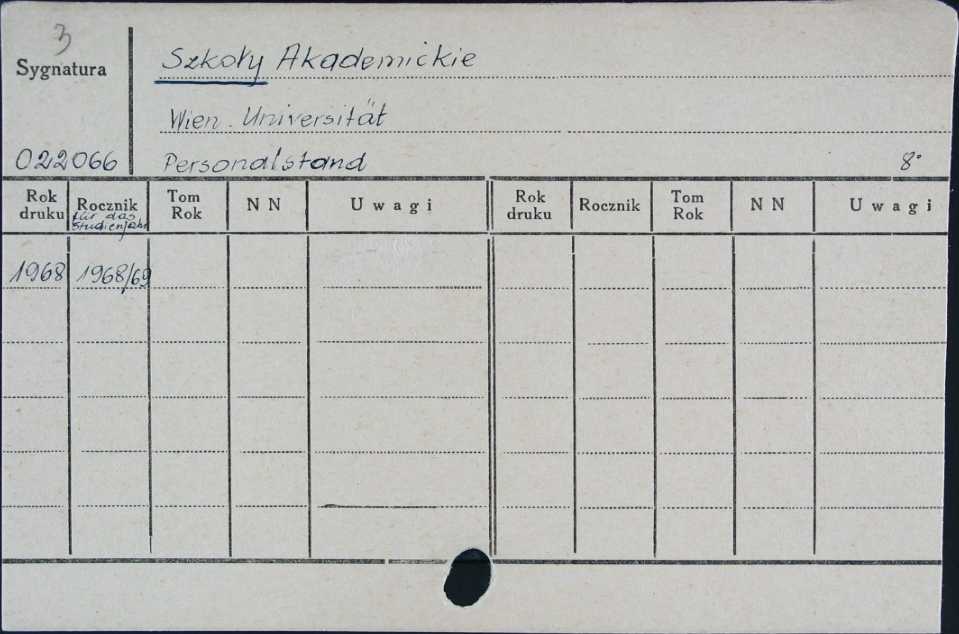 3
Sygnatura
Szkoły Akademickie
Wien. Universität
022066 Personalstand 8°
Rok druku Rocznik für das Studienjahr Tom Rok N N Uwagi Rok druku Rocznik Tom Rok N N Uwagi
1968 1968/69